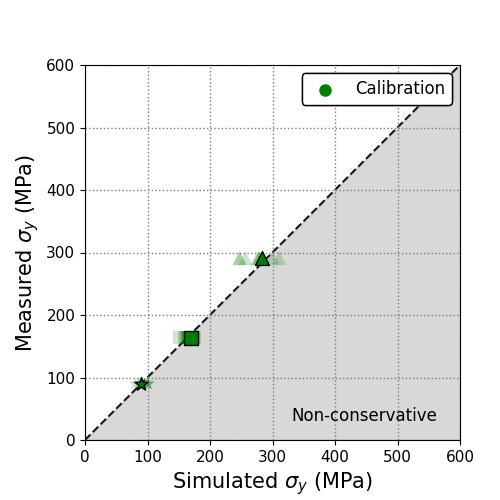 600
Calibration
500
400
300
200
100
0
Measured σy (MPa)
Non-conservative
0 100 200 300 400 500 600
Simulated σy (MPa)